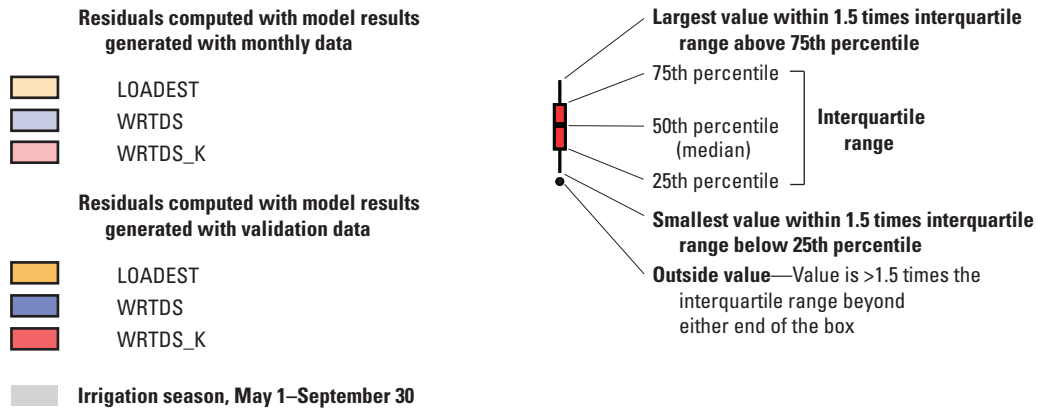 Residuals computed with model results
generated with monthly data
LOADEST
WRTDS
WRTDS_K
Residuals computed with model results
generated with validation data
LOADEST
WRTDS
WRTDS_K
Irrigation season, May 1–September 30
Largest value within 1.5 times interquartile
range above 75th percentile
75th percentile
50th percentile
(median)
25th percentile
Interquartile
range
Smallest value within 1.5 times interquartile
range below 25th percentile
Outside value—Value is >1.5 times the
interquartile range beyond
either end of the box